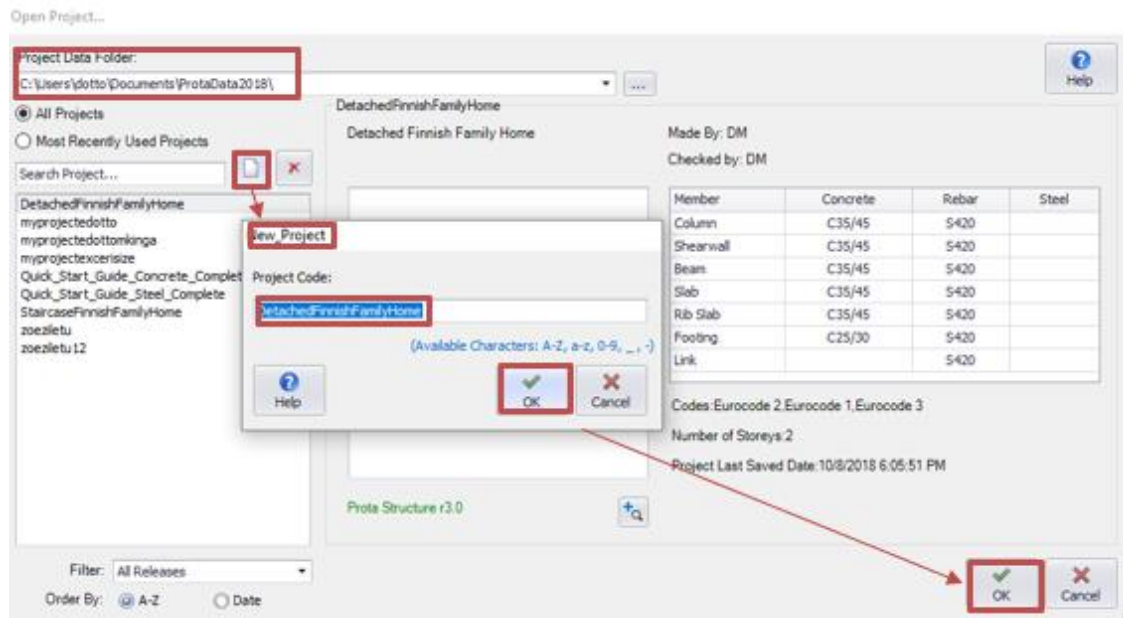 Open Project...
Project Data Folder:
C:\Users\dotto\Documents\ProtaData2018\
...
Help
All Projects
Most Recently Used Projects
Search Project...
DetachedFinnishFamilyHome
myprojectedotto
myprojectedottomkinga
myprojectexcerisize
Quick_Start_Guide_Concrete_Complet
Quick_Start_Guide_Steel_Complete
StaircaseFinnishFamilyHome
zoeziletu
zoeziletu12
Filter: All Releases
Order By: A-Z Date
DetachedFinnishFamilyHome
Detached Finnish Family Home
Made By: DM
Checked by: DM
Member Concrete Rebar Steel
Column C35/45 S420
Shearwall C35/45 S420
Beam C35/45 S420
Slab C35/45 S420
Rib Slab C35/45 S420
Footing C25/30 S420
Link S420
Codes:Eurocode 2,Eurocode 1,Eurocode 3
Number of Storeys:2
Project Last Saved Date:10/8/2018 6:05:51 PM
Prota Structure r3.0
New_Project
Project Code:
DetachedFinnishFamilyHome
(Available Characters: A-Z, a-z, 0-9, _, -)
Help OK Cancel
OK Cancel